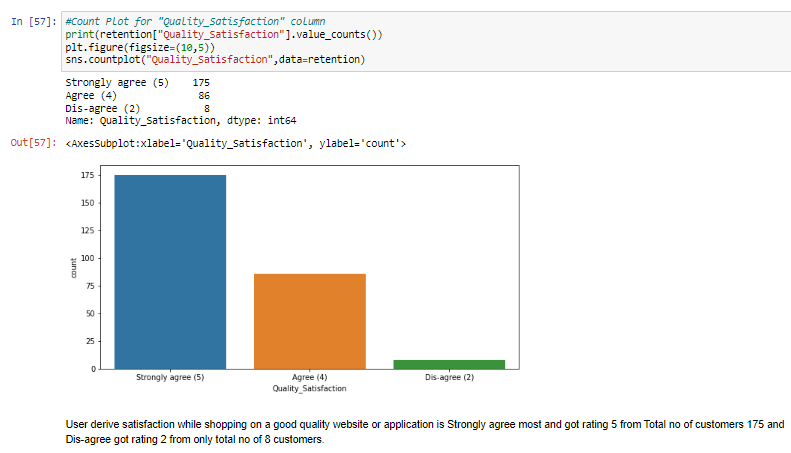 In [57]: #Count Plot for "Quality_Satisfaction" column
print(retention["Quality_Satisfaction"].value_counts())
plt.figure(figsize=(10,5))
sns.countplot("Quality_Satisfaction",data=retention)
Strongly agree (5) 175
Agree (4) 86
Dis-agree (2) 8
Name: Quality_Satisfaction, dtype: int64
Out[57]: <AxesSubplot:xlabel='Quality_Satisfaction', ylabel='count'>
175
150
125
100
75
50
25
0
count
Strongly agree (5) Agree (4) Dis-agree (2)
Quality_Satisfaction
User derive satisfaction while shopping on a good quality website or application is Strongly agree most and got rating 5 from Total no of customers 175 and
Dis-agree got rating 2 from only total no of 8 customers.